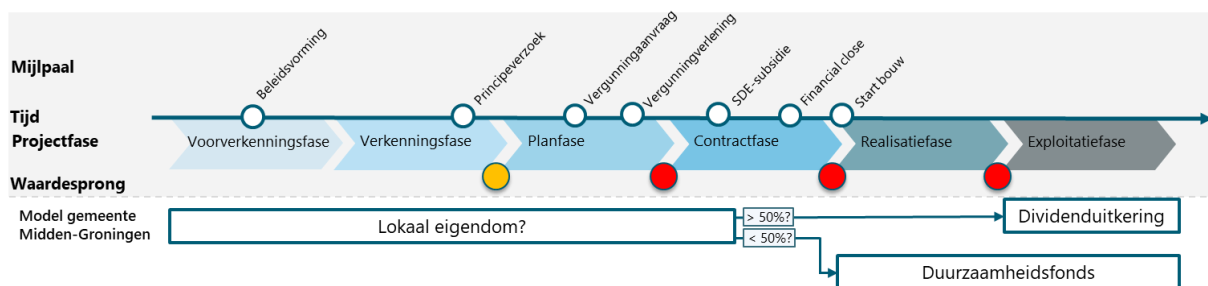 Mijlpaal
Beleidsvorming
Principeverzoek
Vergunningaanvraag
Vergunningverlening
SDE-subsidie
Financial close
Start bouw
Tijd
Projectfase
Voorverkenningsfase
Verkenningsfase
Planfase
Contractfase
Realisatiefase
Exploitatiefase
Waardesprong
Model gemeente
Midden-Groningen
Lokaal eigendom?
> 50%?
< 50%?
Dividenduitkering
Duurzaamheidsfonds